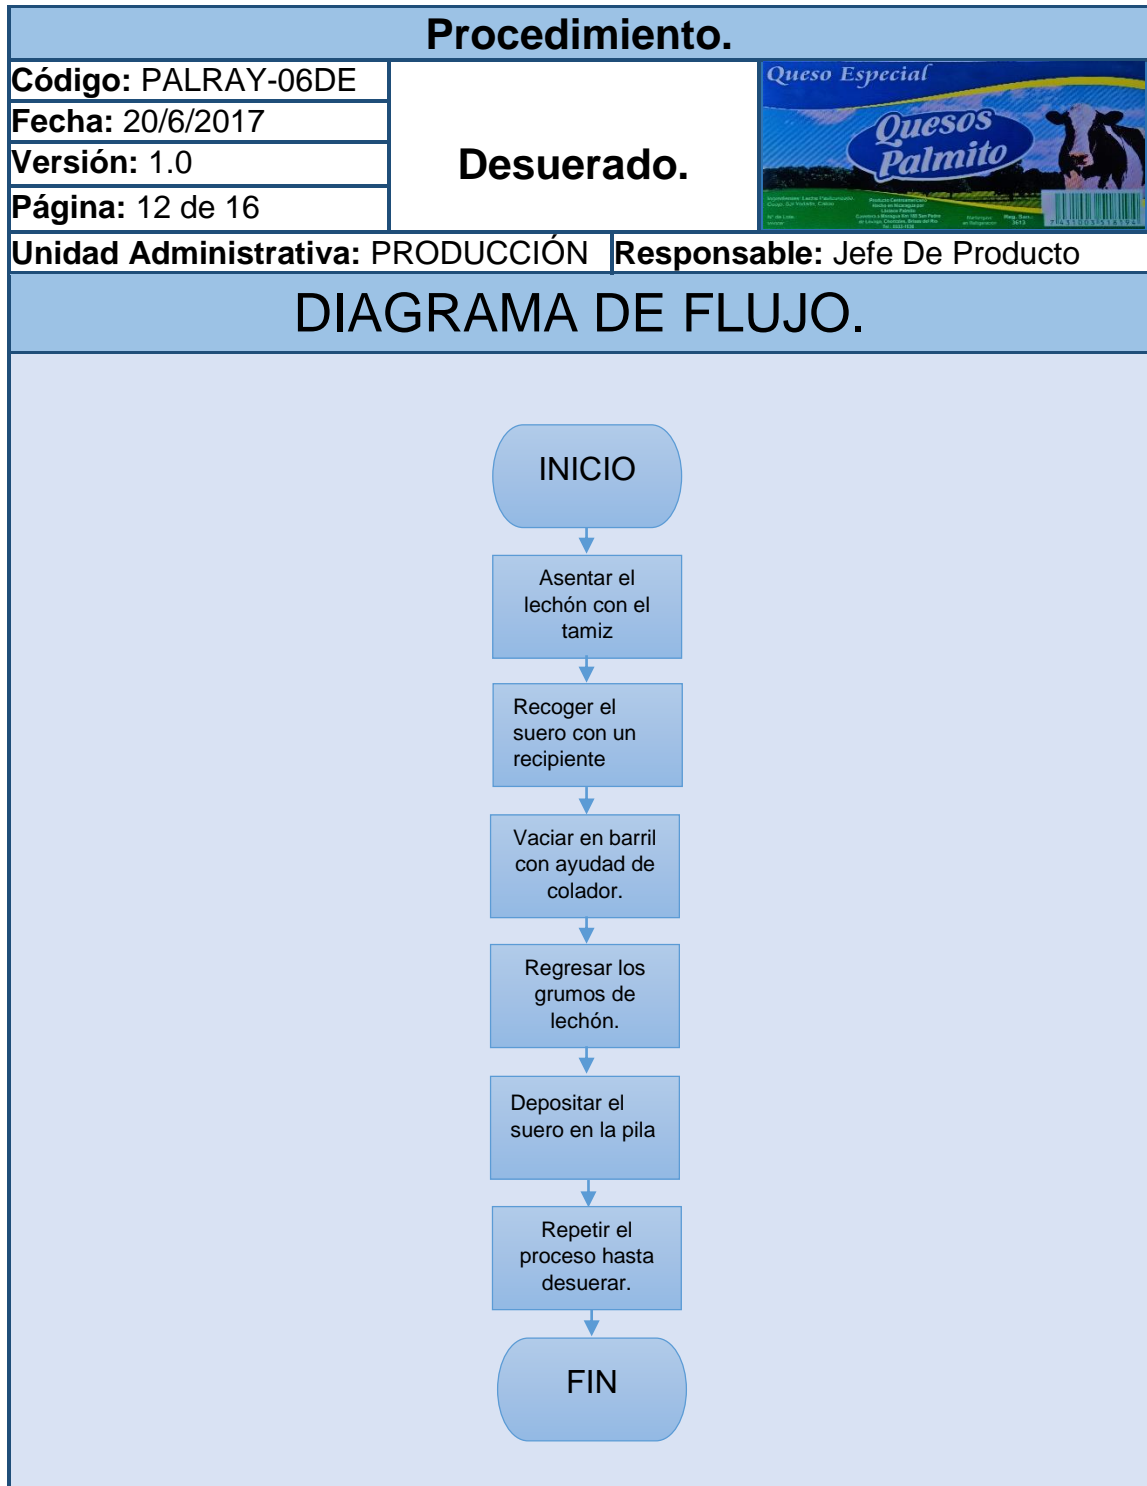 Procedimiento.
Código: PALRAY-06DE
Fecha: 20/6/2017
Versión: 1.0
Página: 12 de 16
Desuerado.
Queso Especial
Quesos
Palmito
Unidad Administrativa: PRODUCCIÓN
Responsable: Jefe De Producto
DIAGRAMA DE FLUJO.
INICIO
Asentar el
lechón con el
tamiz
Recoger el
suero con un
recipiente
Vaciar en barril
con ayudad de
colador.
Regresar los
grumos de
lechón.
Depositar el
suero en la pila
Repetir el
proceso hasta
desuerar.
FIN